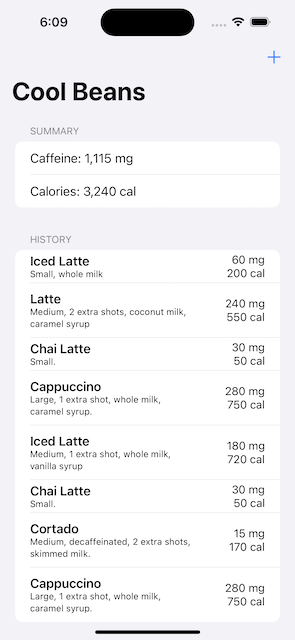 6:09
Cool Beans
SUMMARY
Caffeine: 1,115 mg
Calories: 3,240 cal
HISTORY
Iced Latte
Small, whole milk
60 mg
200 cal
Latte
Medium, 2 extra shots, coconut milk,
caramel syrup
240 mg
550 cal
Chai Latte
Small.
30 mg
50 cal
Cappuccino
Large, 1 extra shot, whole milk,
caramel syrup.
280 mg
750 cal
Iced Latte
Medium, 1 extra shot, whole milk,
vanilla syrup
180 mg
720 cal
Chai Latte
Small.
30 mg
50 cal
Cortado
Medium, decaffeinated, 2 extra shots,
skimmed milk.
15 mg
170 cal
Cappuccino
Large, 1 extra shot, whole milk,
caramel syrup.
280 mg
750 cal